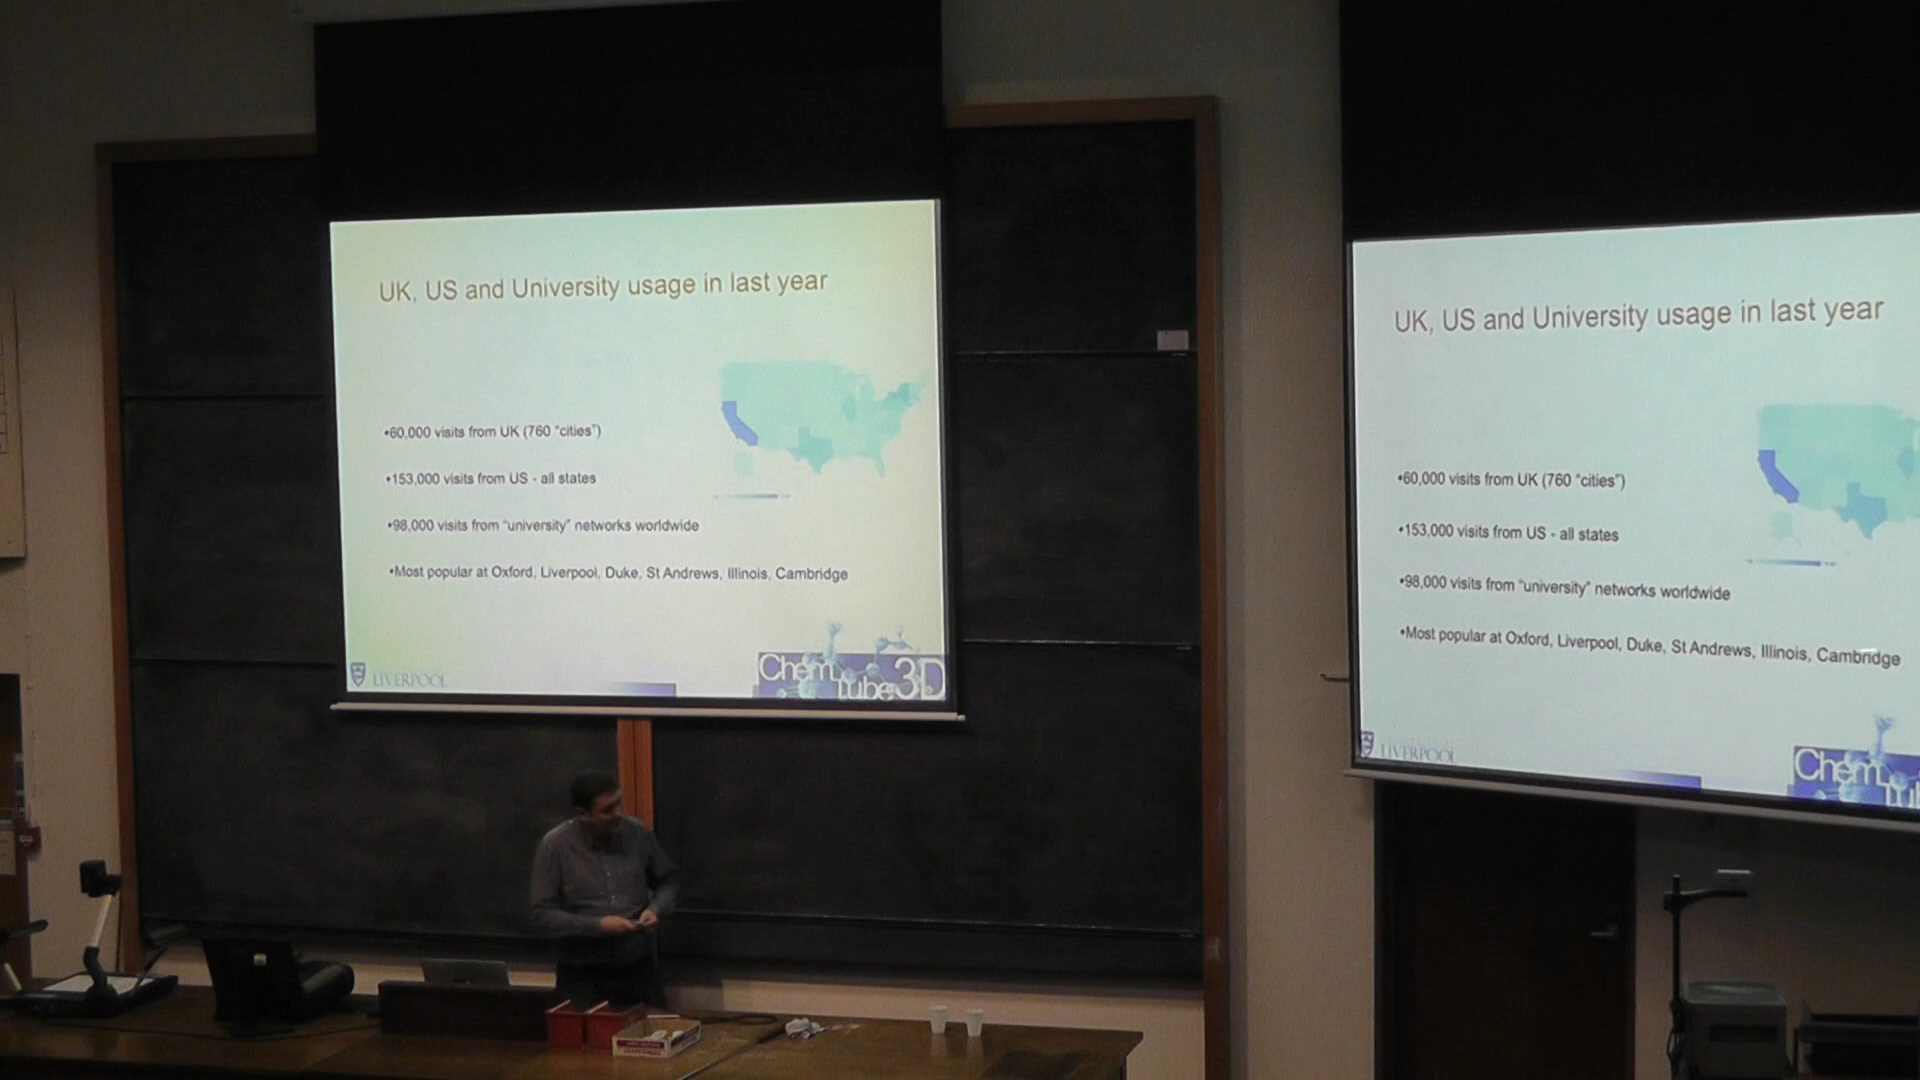 UK, US and University usage in last year
•60,000 visits from UK (760 "cities")
•153,000 visits from US - all states
•98,000 visits from "university" networks worldwide
•Most popular at Oxford, Liverpool, Duke, St Andrews, Illinois, Cambridge
LIVERPOOL
Chem
Tube 3D
UK, US and University usage in last year
•60,000 visits from UK (760 "cities")
•153,000 visits from US - all states
•98,000 visits from "university" networks worldwide
•Most popular at Oxford, Liverpool, Duke, St Andrews, Illinois, Cambridge
LIVERPOOL
Chem